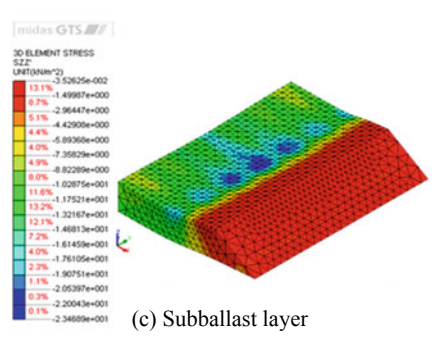 midas GTS
3D ELEMENT STRESS
SZZ'
UNIT(kN/m^2)
-3.52625e-002
13.1%
-1.49987e+000
8.7%
-2.96447e+000
5.1%
-4.42908e+000
4.4%
-5.89368e+000
4.0%
-7.35829e+000
4.9%
-8.82289e+000
8.0%
-1.02875e+001
11.6%
-1.17521e+001
13.2%
-1.32167e+001
12.1%
-1.46813e+001
7.2%
-1.61459e+001
4.0%
-1.76105e+001
2.3%
-1.90751e+001
1.1%
-2.05397e+001
0.3%
-2.20043e+001
0.1%
-2.34689e+001
(c) Subballast layer